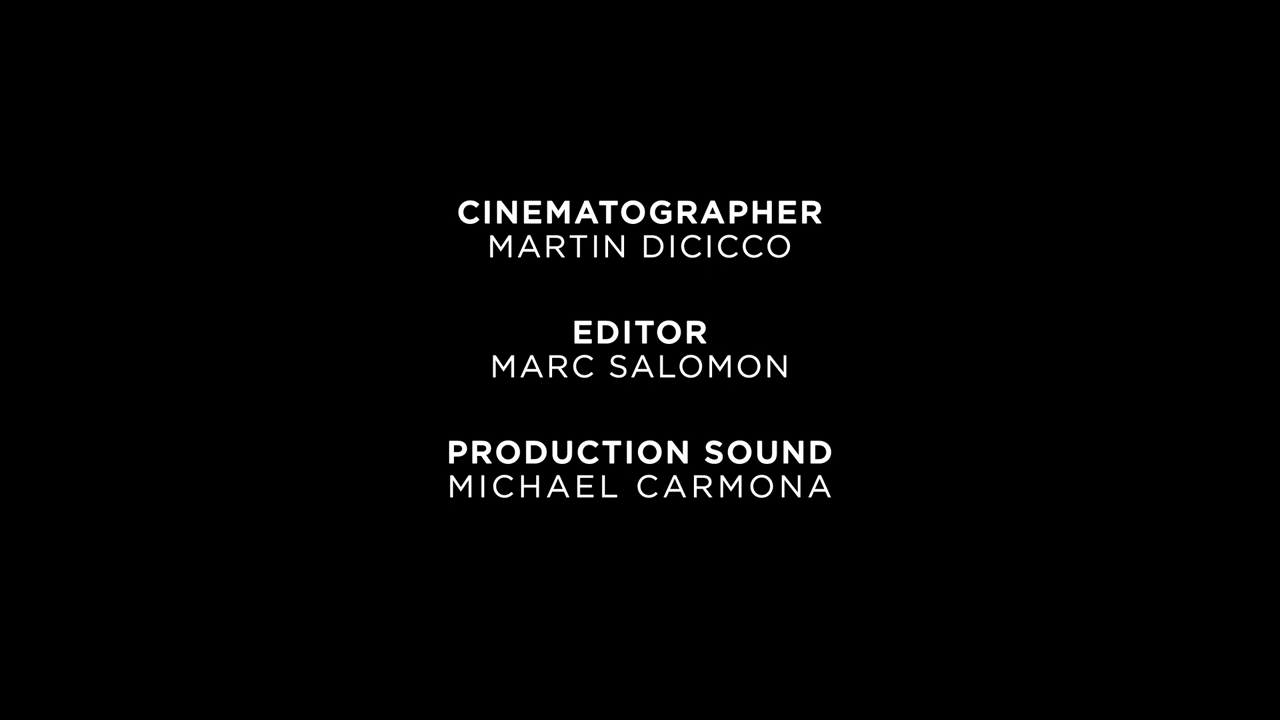 CINEMATOGRAPHER
MARTIN DICICCO
EDITOR
MARC SALOMON
PRODUCTION SOUND
MICHAEL CARMONA